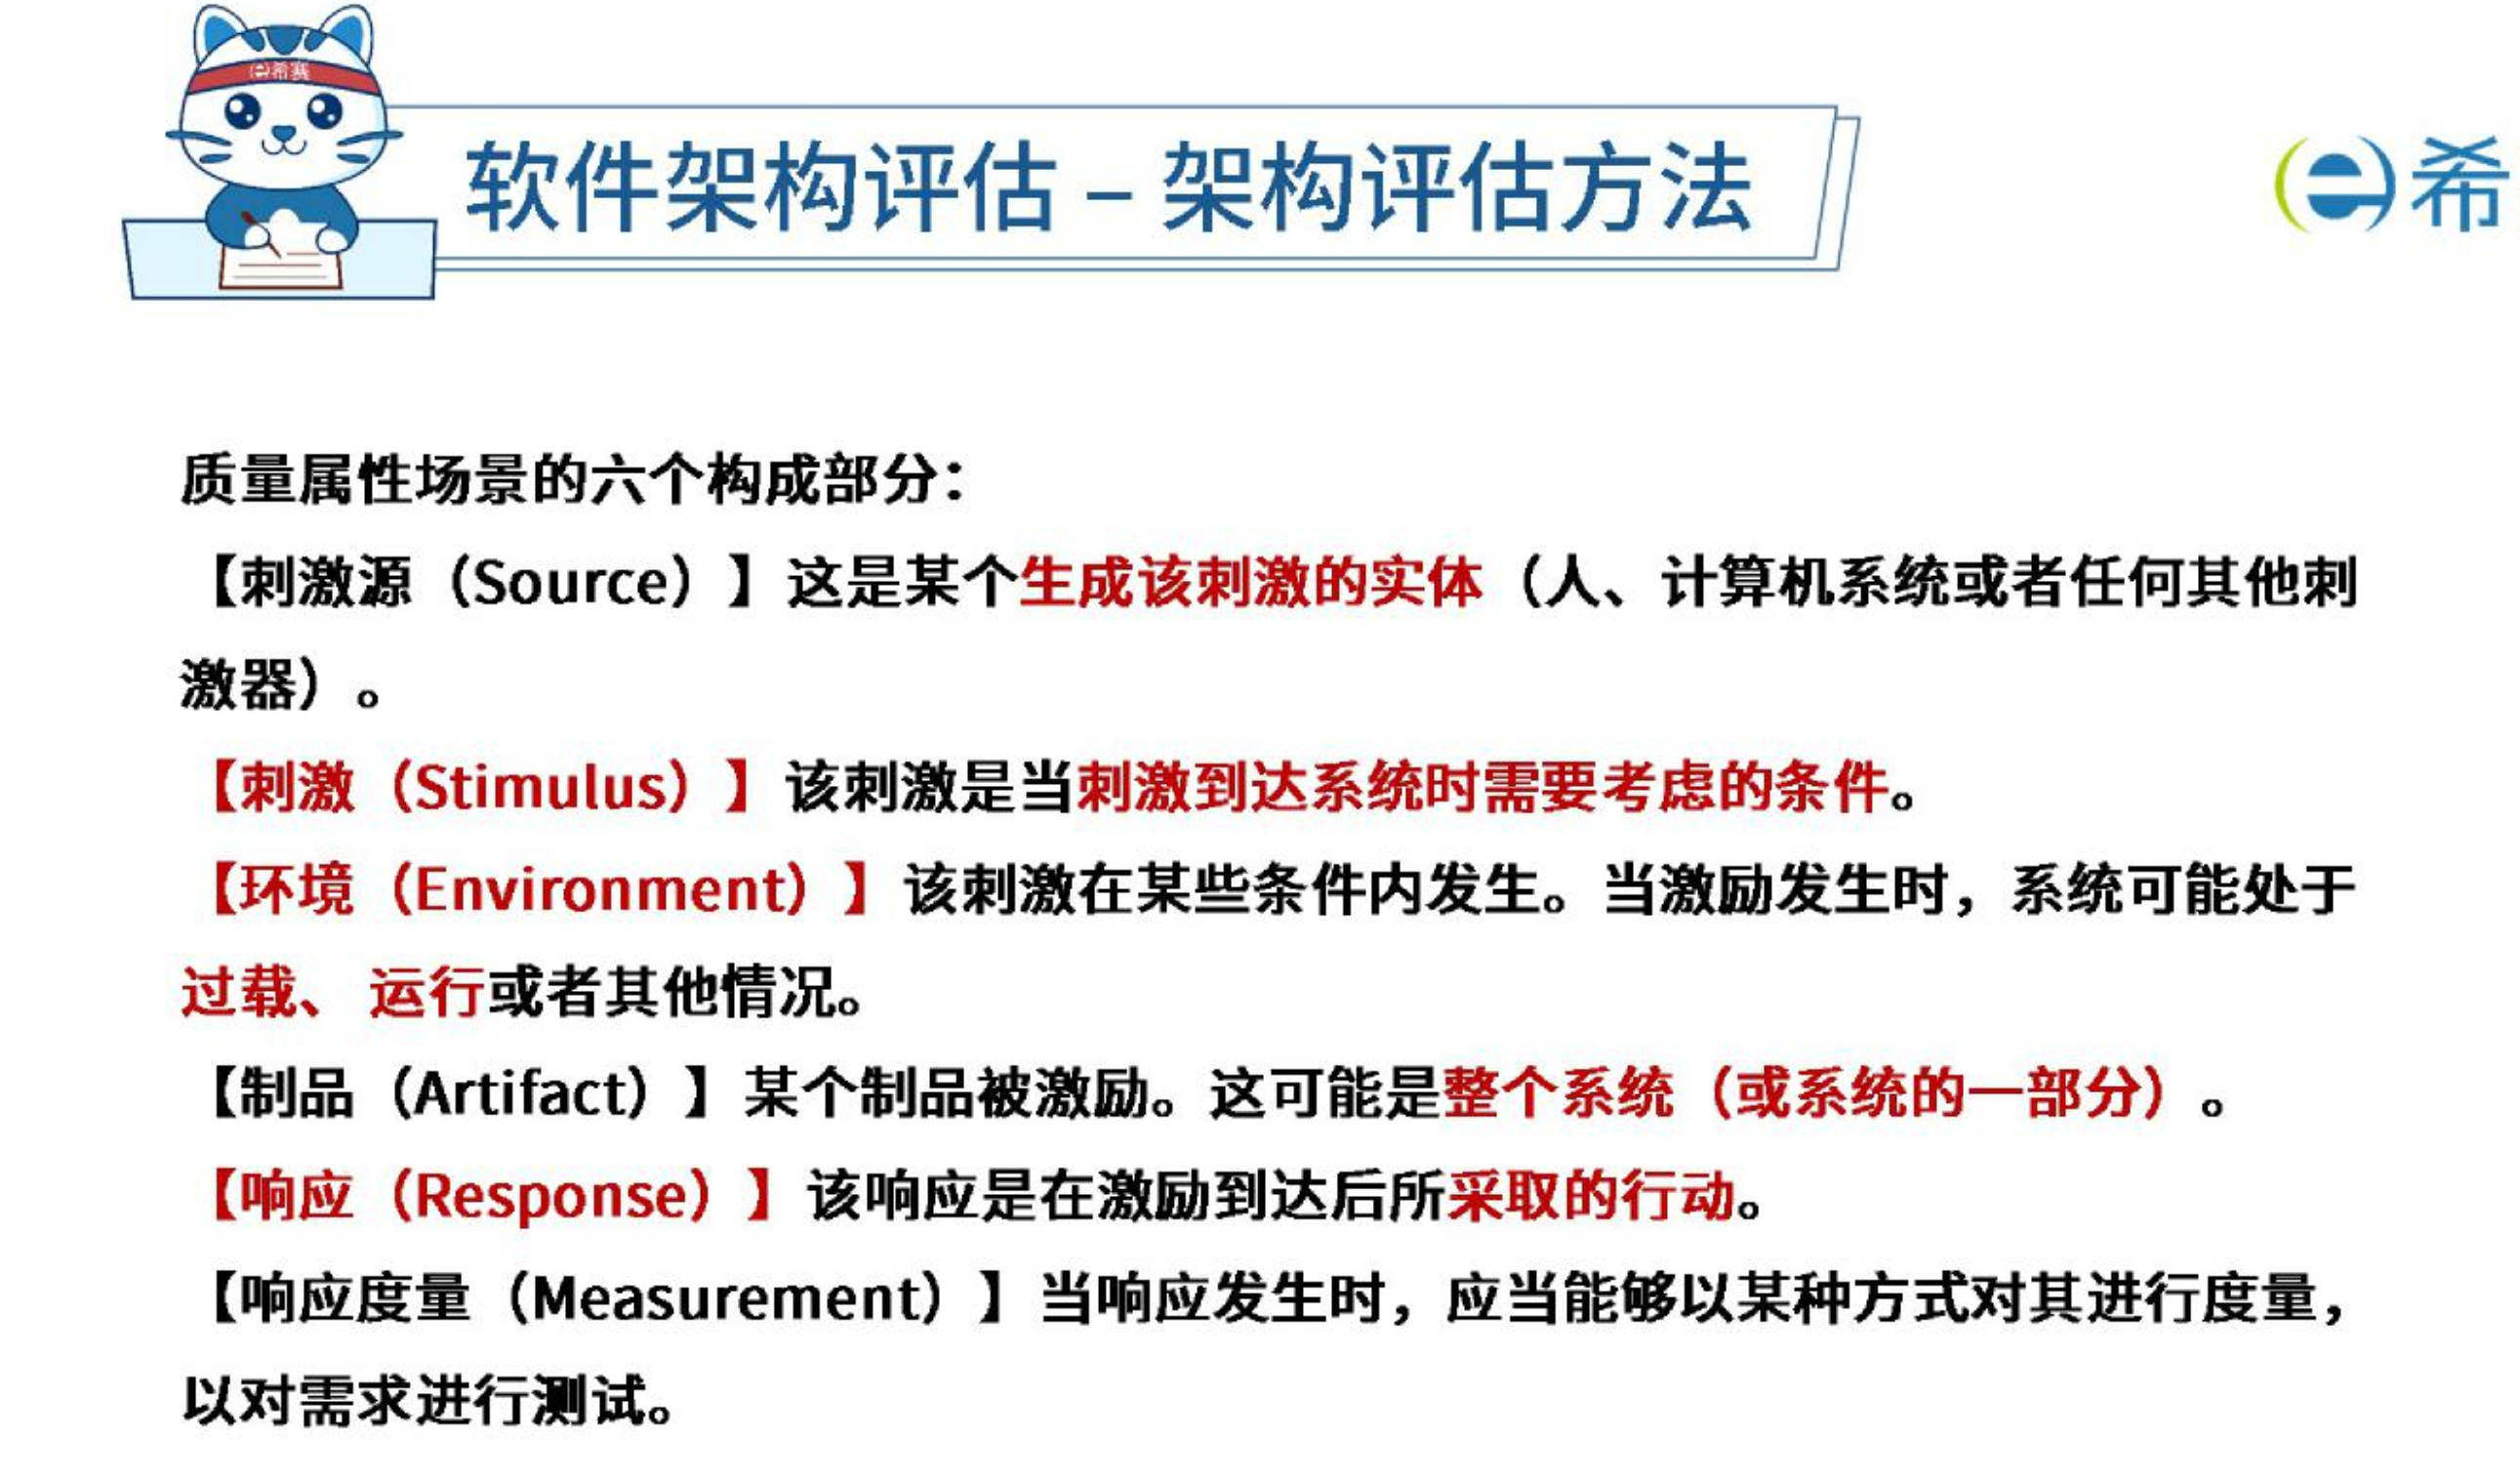 希赛
软件架构评估 – 架构评估方法
希
质量属性场景的六个构成部分：
【刺激源（Source）】这是某个生成该刺激的实体（人、计算机系统或者任何其他刺
激器）。
【刺激（Stimulus）】该刺激是当刺激到达系统时需要考虑的条件。
【环境（Environment）】该刺激在某些条件内发生。当激励发生时，系统可能处于
过载、 运行或者其他情况。
【制品（Artifact）】某个制品被激励。这可能是整个系统（或系统的一部分）。
【响应（Response）】该响应是在激励到达后所采取的行动。
【响应度量（Measurement）】当响应发生时，应当能够以某种方式对其进行度量，
以对需求进行测试。